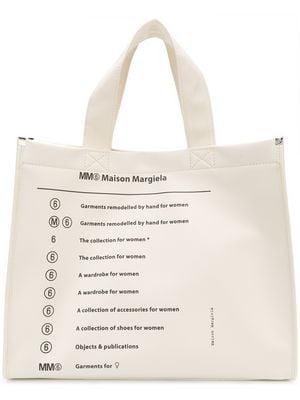 MM⑥ Maison Margiela
⑥ Garments remodelled by hand for women
Ⓜ ⑥ Garments remodelled by hand for women
6 The collection for women *
⑥ The collection for women
⑥ A wardrobe for women
⑥ A wardrobe for women
⑥ A collection of accessories for women
⑥ A collection of shoes for women
⑥ Objects & publications
MM⑥ Garments for ♀